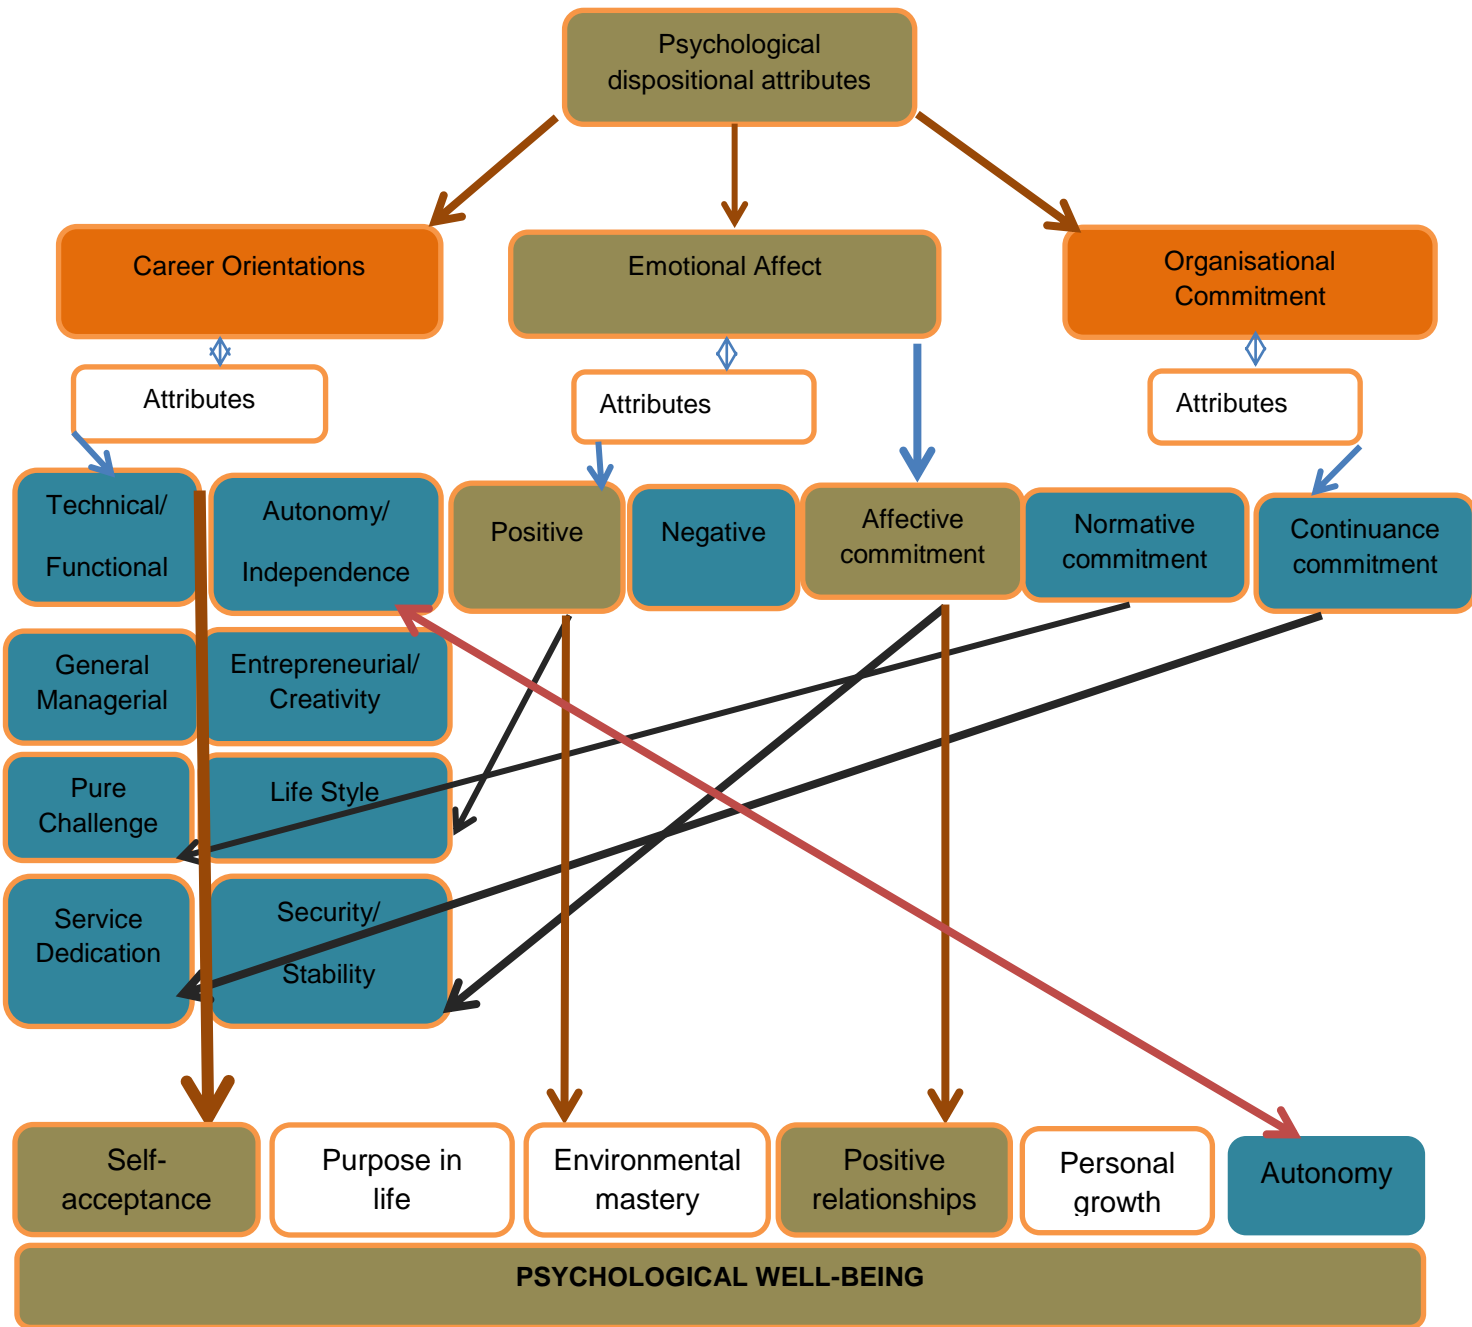 Psychological
dispositional attributes
Career Orientations
Emotional Affect
Organisational
Commitment
Attributes
Attributes
Attributes
Technical/
Functional
Autonomy/
Independence
Positive
Negative
Affective
commitment
Normative
commitment
Continuance
commitment
General
Managerial
Entrepreneurial/
Creativity
Pure
Challenge
Life Style
Service
Dedication
Security/
Stability
Self-
acceptance
Purpose in
life
Environmental
mastery
Positive
relationships
Personal
growth
Autonomy
PSYCHOLOGICAL WELL-BEING